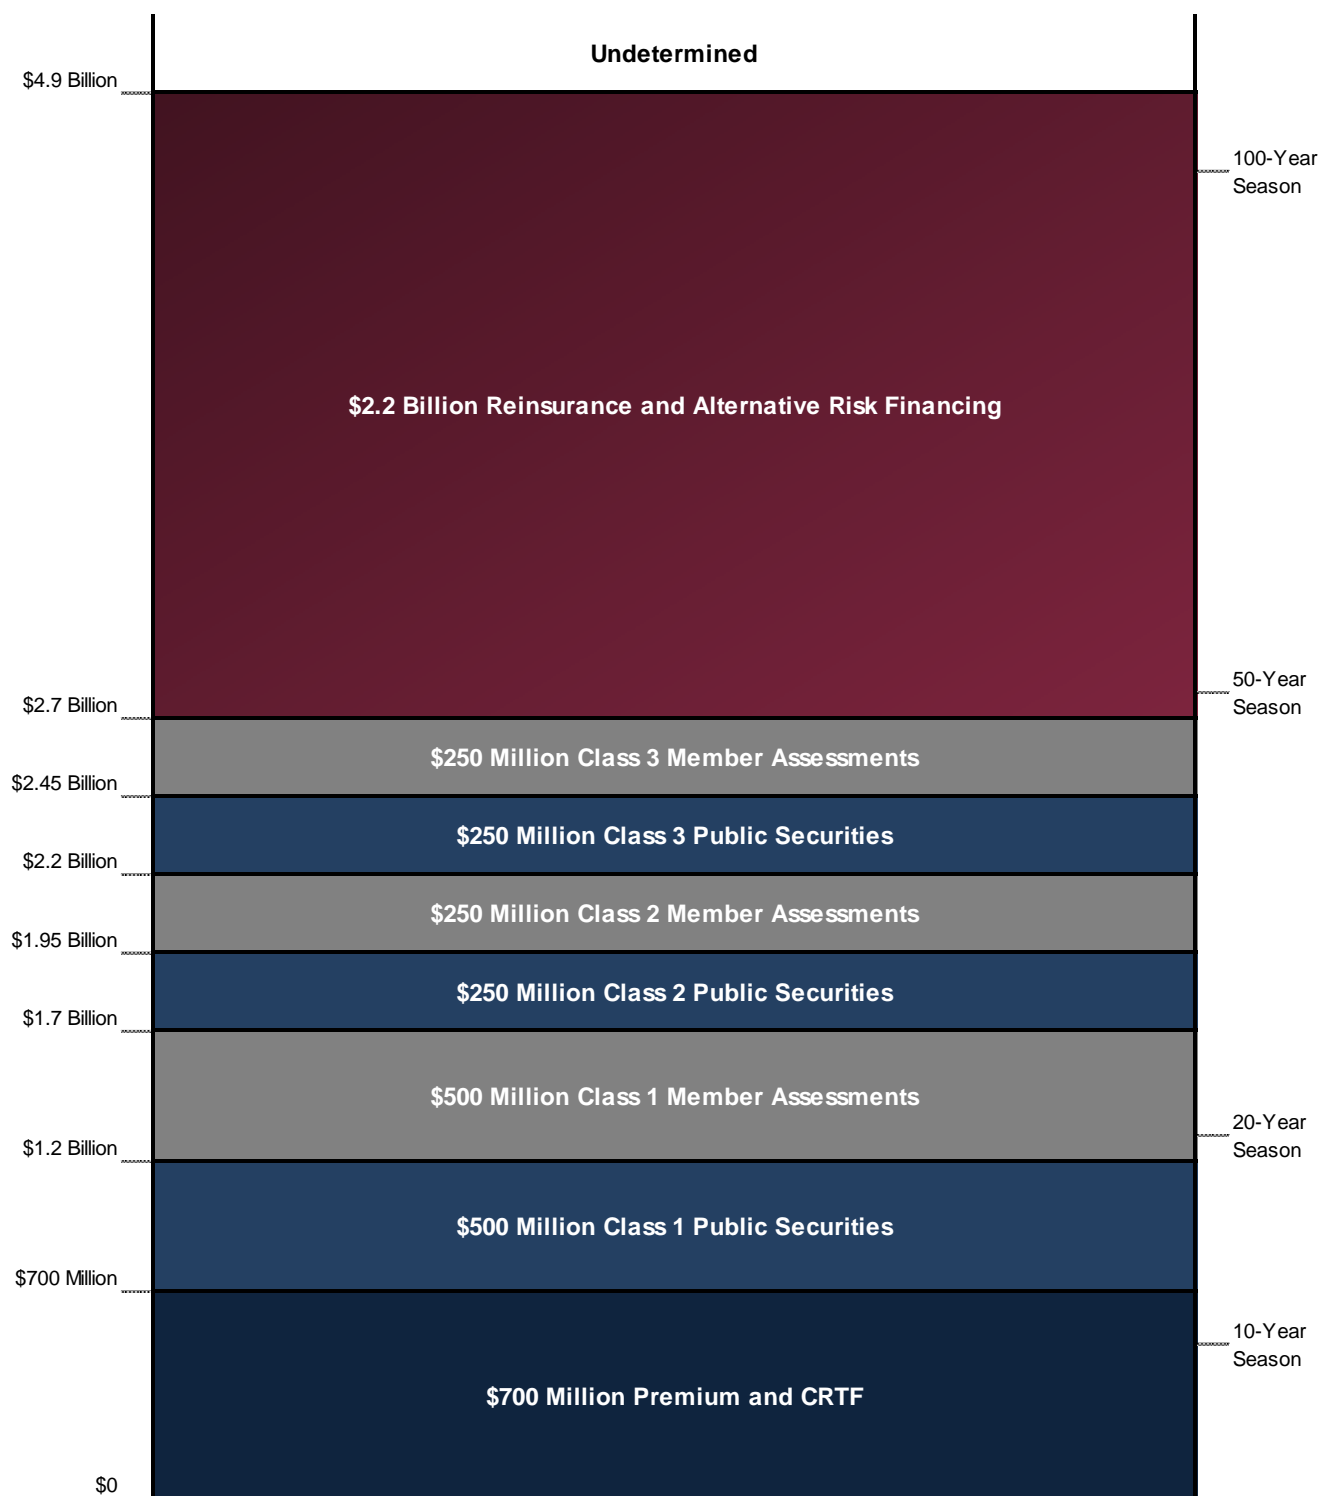 Undetermined
$4.9 Billion
100-Year
Season
$2.2 Billion Reinsurance and Alternative Risk Financing
50-Year
Season
$2.7 Billion
$250 Million Class 3 Member Assessments
$2.45 Billion
$250 Million Class 3 Public Securities
$2.2 Billion
$250 Million Class 2 Member Assessments
$1.95 Billion
$250 Million Class 2 Public Securities
$1.7 Billion
$500 Million Class 1 Member Assessments
20-Year
Season
$1.2 Billion
$500 Million Class 1 Public Securities
$700 Million
10-Year
Season
$700 Million Premium and CRTF
$0